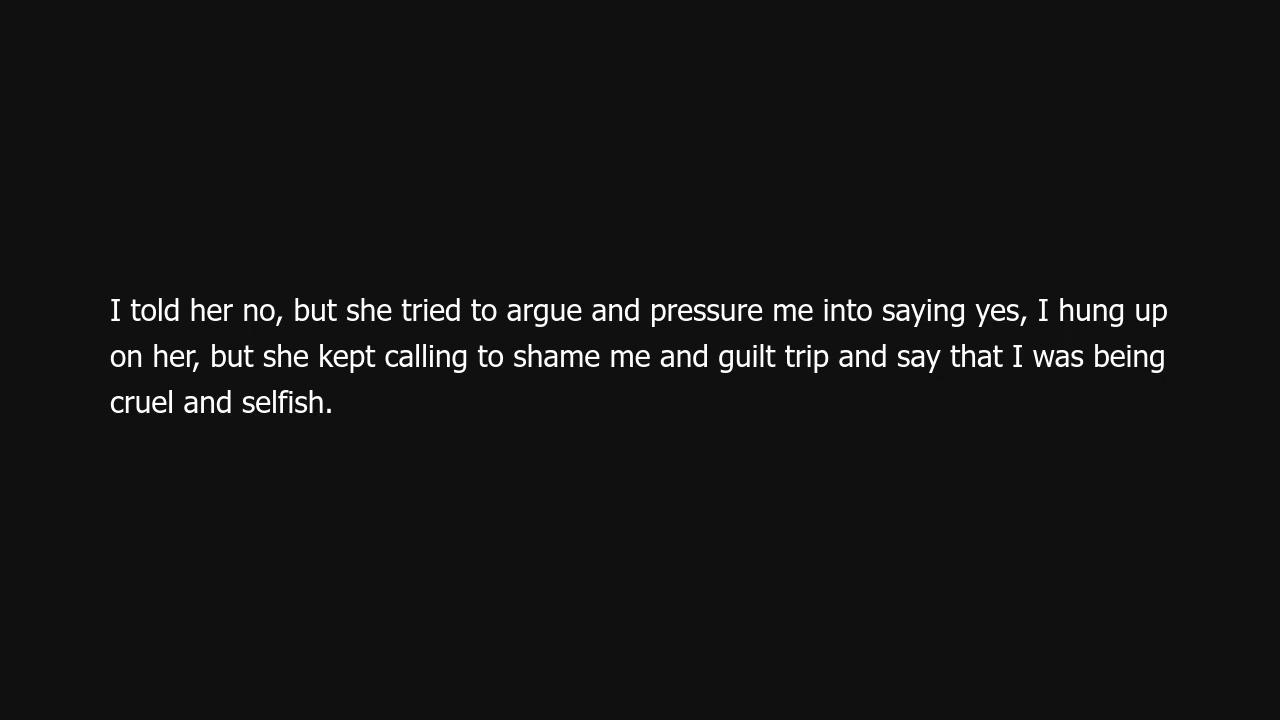 I told her no, but she tried to argue and pressure me into saying yes, I hung up
on her, but she kept calling to shame me and guilt trip and say that I was being
cruel and selfish.